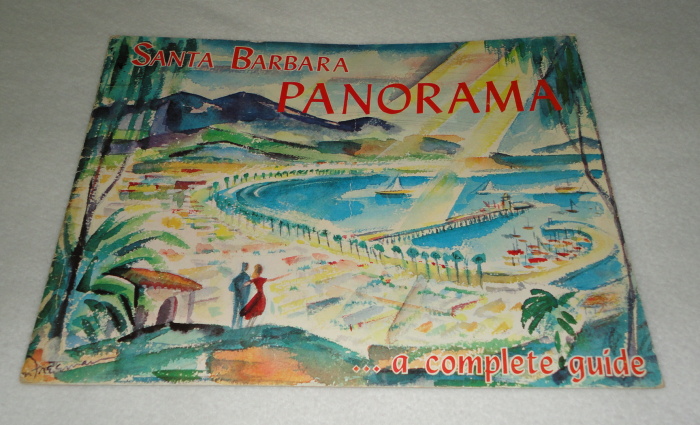 SANTA BARBARA
PANORAMA
... a complete guide